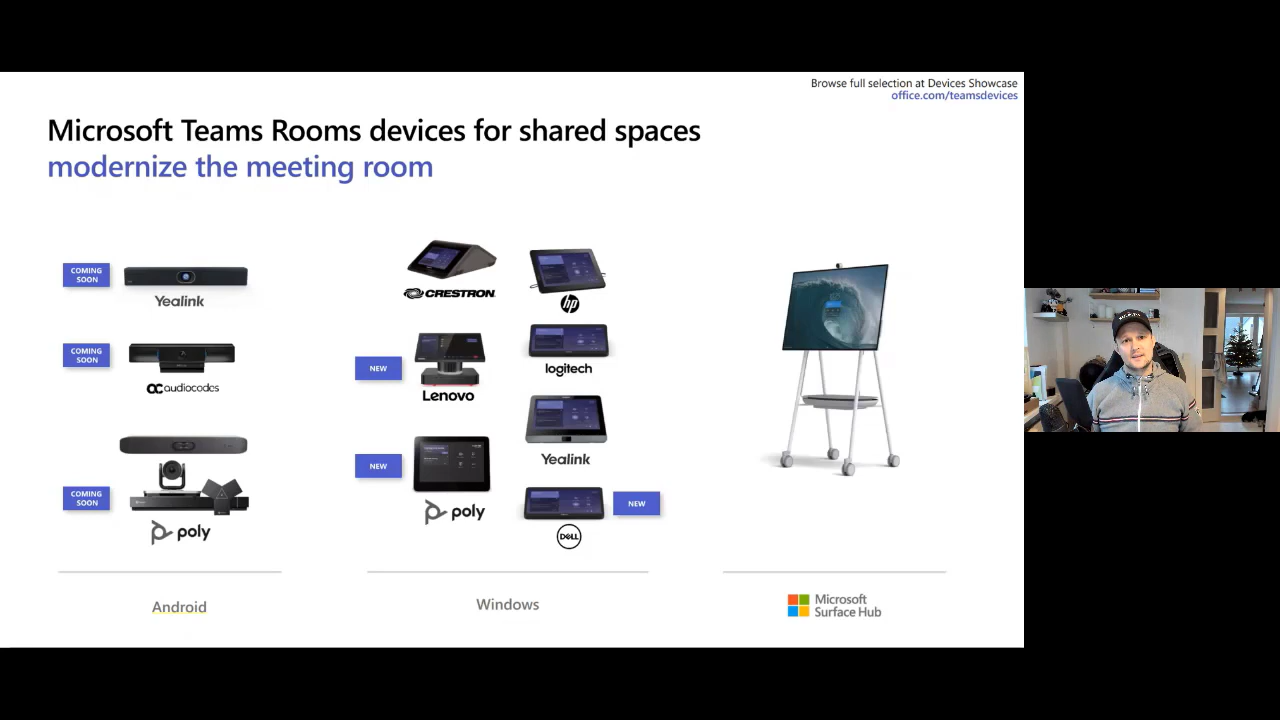 Browse full selection at Devices Showcase
office.com/teamsdevices
Microsoft Teams Rooms devices for shared spaces
modernize the meeting room
COMING
SOON
Yealink
COMING
SOON
audiocodes
COMING
SOON
poly
Android
CRESTRON
hp
NEW
Lenovo
logitech
NEW
poly
Yealink
NEW
DELL
Windows
Microsoft
Surface Hub